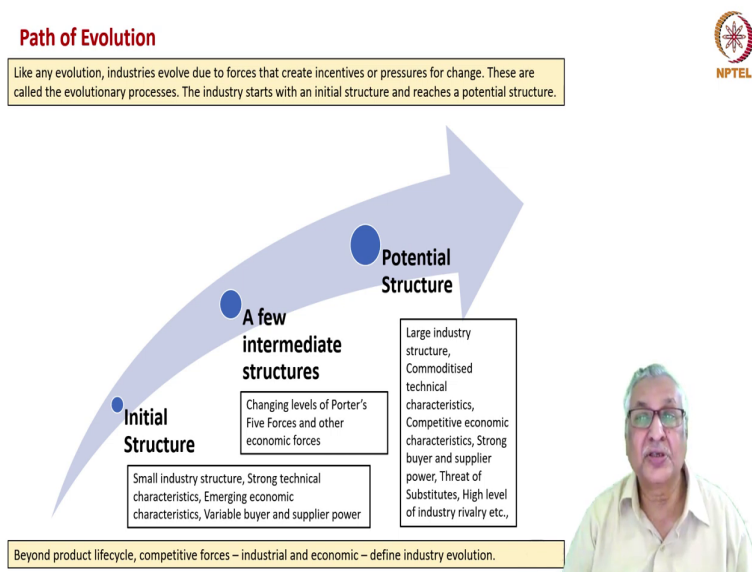 Path of Evolution
NPTEL
Like any evolution, industries evolve due to forces that create incentives or pressures for change. These are
called the evolutionary processes. The industry starts with an initial structure and reaches a potential structure.
Potential
Structure
A few
intermediate
structures
Initial
Structure
Large industry
structure,
Commoditised
technical
characteristics,
Competitive economic
characteristics, Strong
buyer and supplier
power, Threat of
Substitutes, High level
of industry rivalry etc.,
Changing levels of Porter's
Five Forces and other
economic forces
Small industry structure, Strong technical
characteristics, Emerging economic
characteristics, Variable buyer and supplier power
Beyond product lifecycle, competitive forces – industrial and economic – define industry evolution.